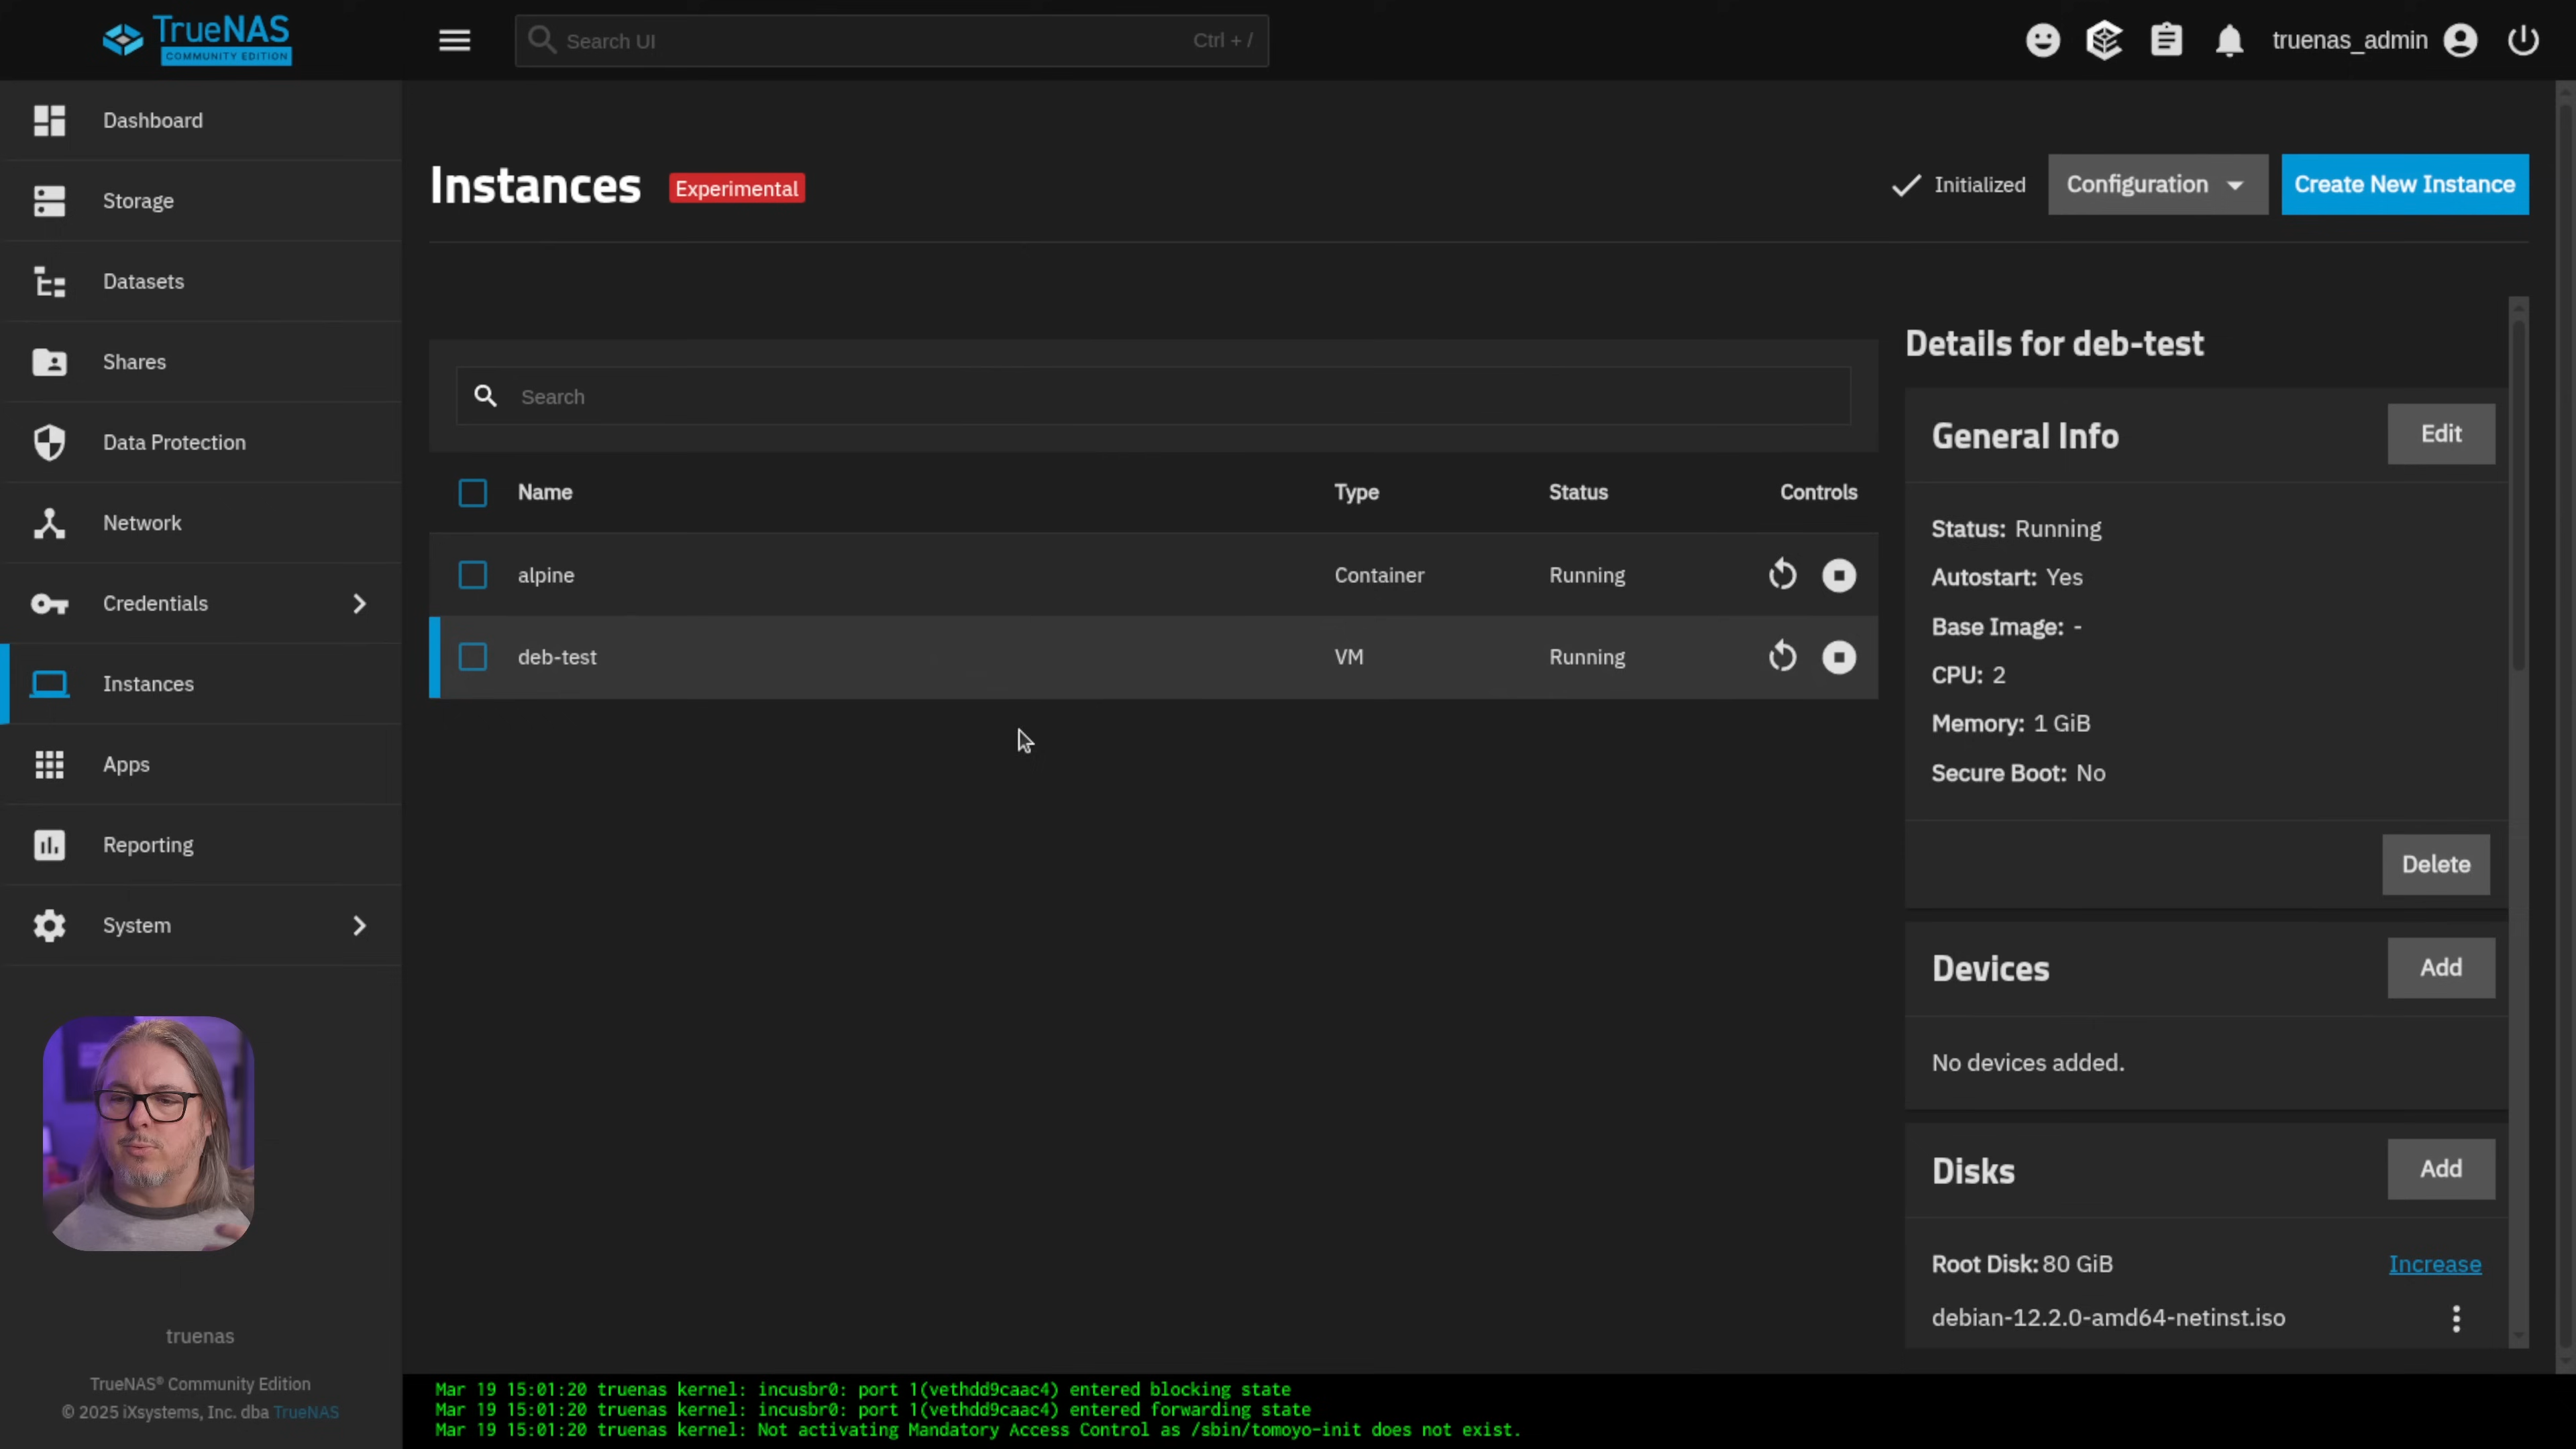 TrueNAS
COMMUNITY EDITION
Search UI
Ctrl + /
truenas_admin
Dashboard
Storage
Datasets
Shares
Data Protection
Network
Credentials
Instances
Apps
Reporting
System
truenas
TrueNAS® Community Edition
© 2025 iXsystems, Inc. dba TrueNAS
Instances
Experimental
Initialized
Configuration
Create New Instance
Search
Name Type Status Controls
alpine Container Running
deb-test VM Running
Details for deb-test
General Info
Edit
Status: Running
Autostart: Yes
Base Image: -
CPU: 2
Memory: 1 GiB
Secure Boot: No
Delete
Devices
Add
No devices added.
Disks
Add
Root Disk: 80 GiB
Increase
debian-12.2.0-amd64-netinst.iso
Mar 19 15:01:20 truenas kernel: incusbr0: port 1(vethdd9caac4) entered blocking state
Mar 19 15:01:20 truenas kernel: incusbr0: port 1(vethdd9caac4) entered forwarding state
Mar 19 15:01:20 truenas kernel: Not activating Mandatory Access Control as /sbin/tomoyo-init does not exist.